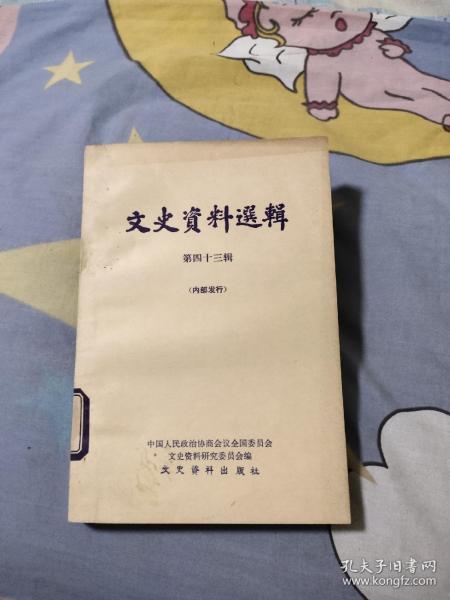 文史資料選輯
第四十三辑
（内部发行）
中国人民政治协商会议全国委员会
文史资料研究委员会编
文史资料出版社
孔夫子旧书网
www.kongfz.com